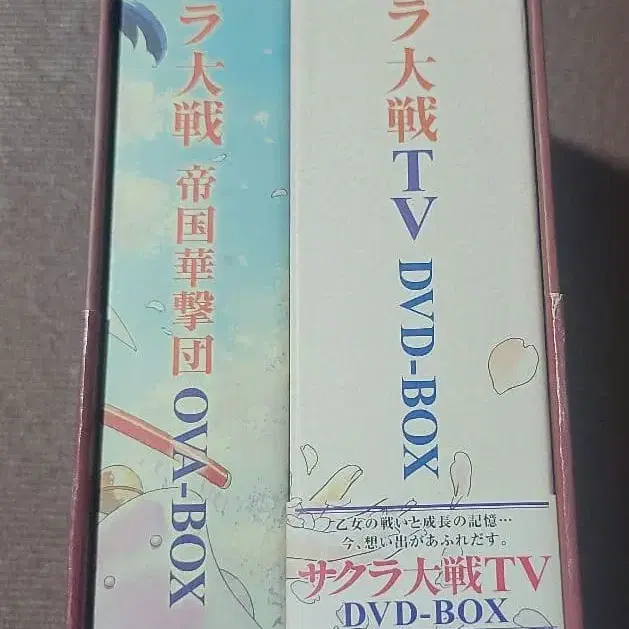 ラ大戦 帝国華撃団 OVA-BOX
ラ大戦TV DVD-BOX
乙女の戦いと成長の記憶…
今、想い出があふれだす。
サクラ大戦TV
DVD-BOX